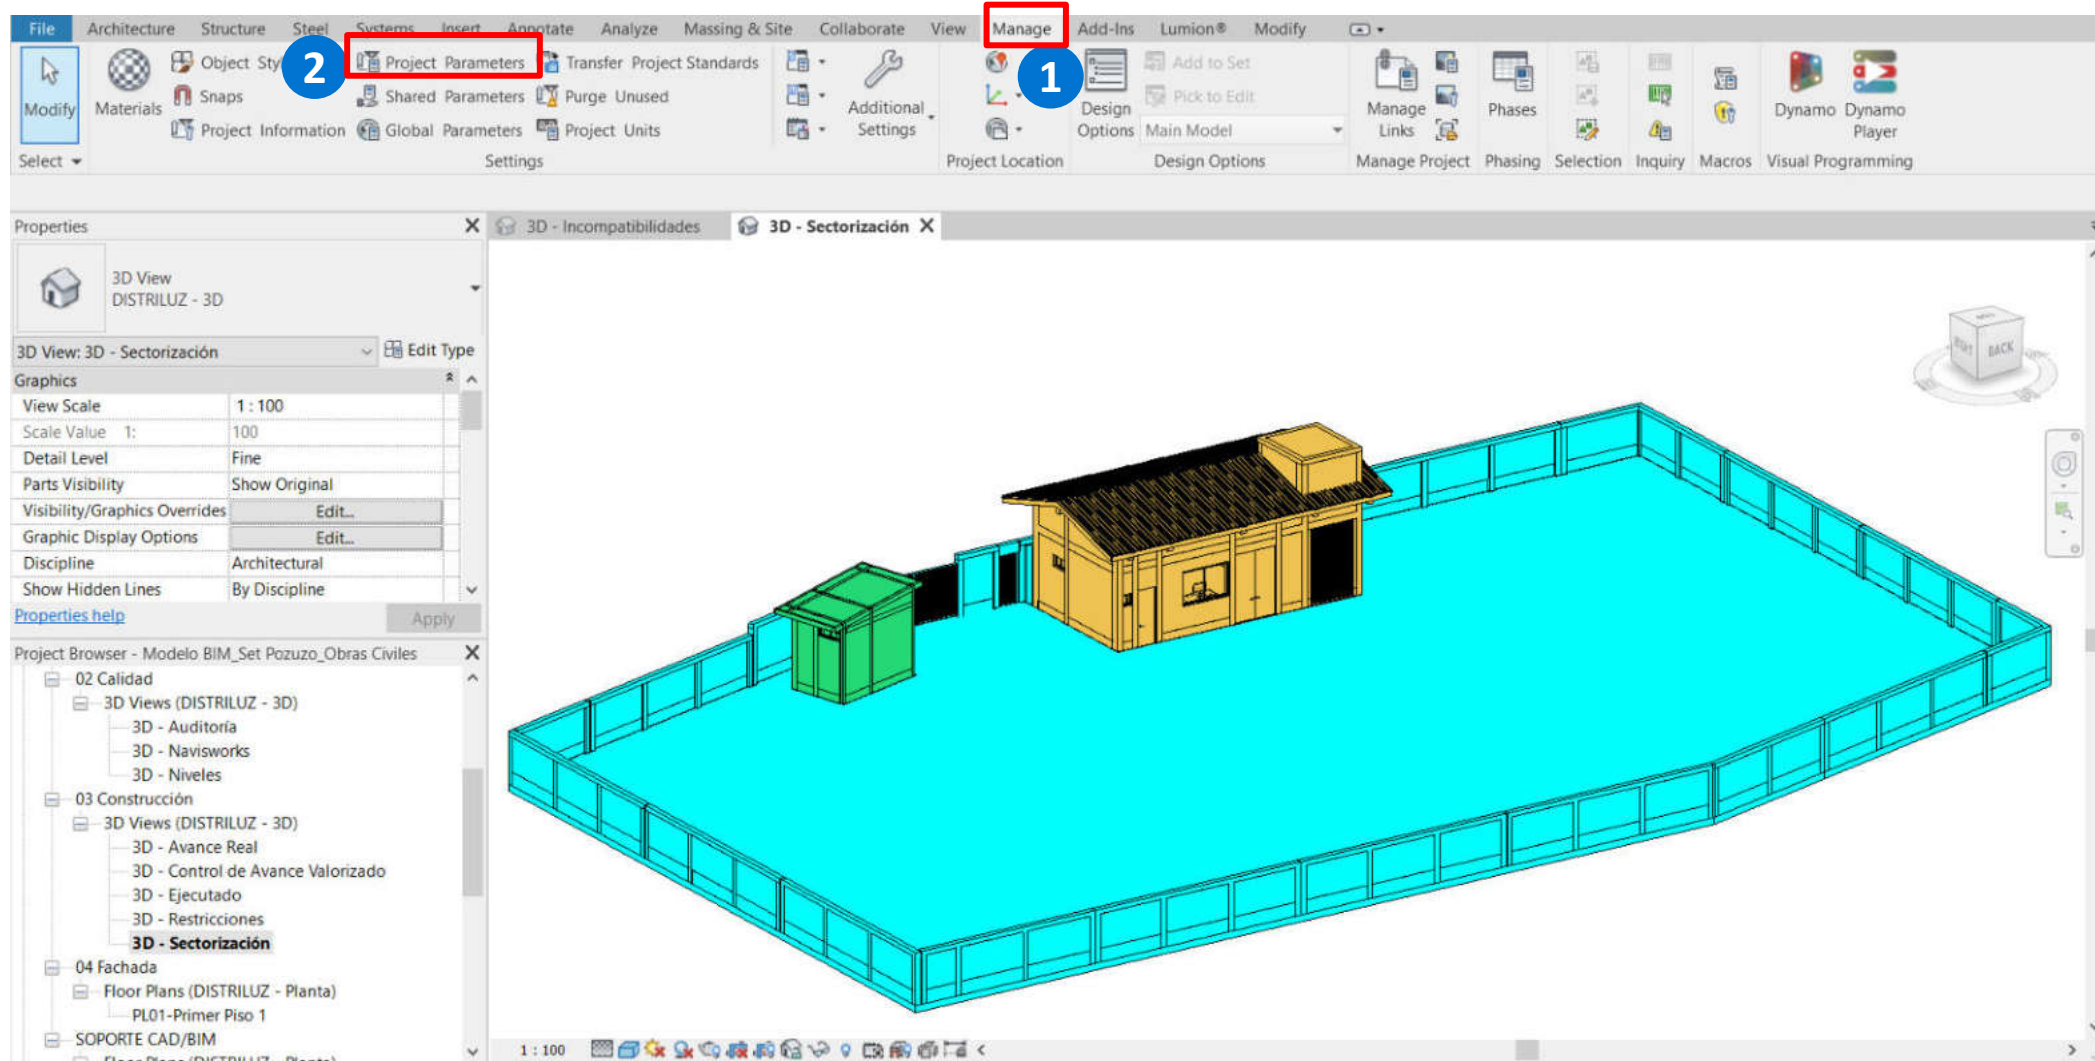 File Architecture Structure Steel Systems Insert Annotate Analyze Massing & Site Collaborate View Manage Add-Ins Lumion® Modify
2
1
Object Sty
Project Parameters
Transfer Project Standards
Add to Set
Snaps
Shared Parameters
Purge Unused
Pick to Edit
Modify
Materials
Additional
Settings
Design
Options
Manage
Links
Phases
Dynamo
Dynamo
Player
Project Information
Global Parameters
Project Units
Main Model
Select
Settings
Project Location
Design Options
Manage Project
Phasing
Selection
Inquiry
Macros
Visual Programming
Properties
3D - Incompatibilidades
3D - Sectorización
3D View
DISTRILUZ - 3D
3D View: 3D - Sectorización
Edit Type
Graphics
View Scale 1 : 100
Scale Value 1: 100
Detail Level Fine
Parts Visibility Show Original
Visibility/Graphics Overrides Edit...
Graphic Display Options Edit...
Discipline Architectural
Show Hidden Lines By Discipline
Properties help
Apply
BACK
Project Browser - Modelo BIM_Set Pozuzo_Obras Civiles
02 Calidad
3D Views (DISTRILUZ - 3D)
3D - Auditoría
3D - Navisworks
3D - Niveles
03 Construcción
3D Views (DISTRILUZ - 3D)
3D - Avance Real
3D - Control de Avance Valorizado
3D - Ejecutado
3D - Restricciones
3D - Sectorización
04 Fachada
Floor Plans (DISTRILUZ - Planta)
PL01-Primer Piso 1
SOPORTE CAD/BIM
Floor Plans (DISTRILUZ - Planta)
1 : 100